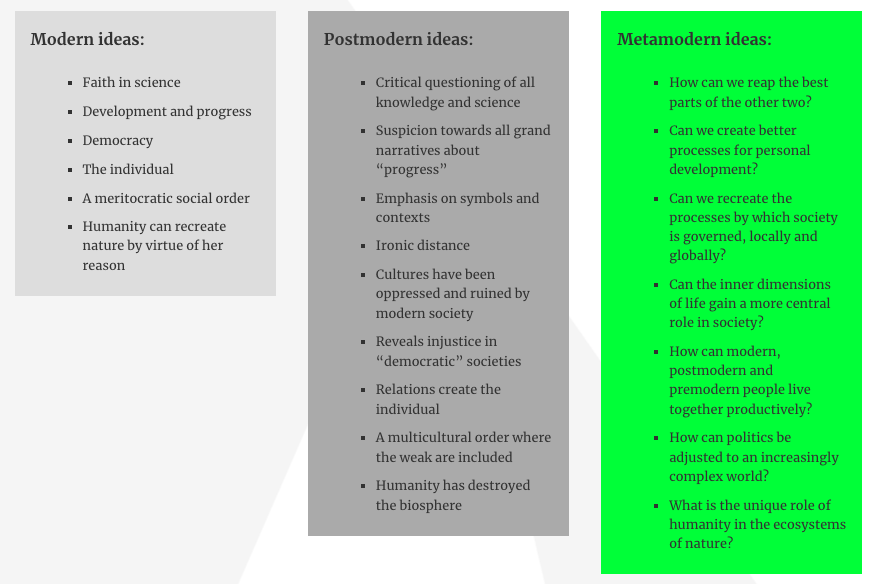 Modern ideas:
Faith in science
Development and progress
Democracy
The individual
A meritocratic social order
Humanity can recreate
nature by virtue of her
reason
Postmodern ideas:
Critical questioning of all
knowledge and science
Suspicion towards all grand
narratives about
“progress”
Emphasis on symbols and
contexts
Ironic distance
Cultures have been
oppressed and ruined by
modern society
Reveals injustice in
“democratic” societies
Relations create the
individual
A multicultural order where
the weak are included
Humanity has destroyed
the biosphere
Metamodern ideas:
How can we reap the best
parts of the other two?
Can we create better
processes for personal
development?
Can we recreate the
processes by which society
is governed, locally and
globally?
Can the inner dimensions
of life gain a more central
role in society?
How can modern,
postmodern and
premodern people live
together productively?
How can politics be
adjusted to an increasingly
complex world?
What is the unique role of
humanity in the ecosystems
of nature?